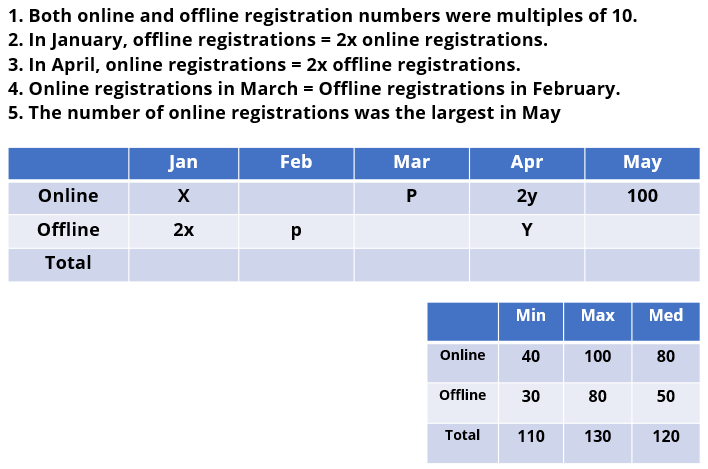 1. Both online and offline registration numbers were multiples of 10.
2. In January, offline registrations = 2x online registrations.
3. In April, online registrations = 2x offline registrations.
4. Online registrations in March = Offline registrations in February.
5. The number of online registrations was the largest in May
Jan Feb Mar Apr May
Online X P 2y 100
Offline 2x p Y
Total
Min Max Med
Online 40 100 80
Offline 30 80 50
Total 110 130 120